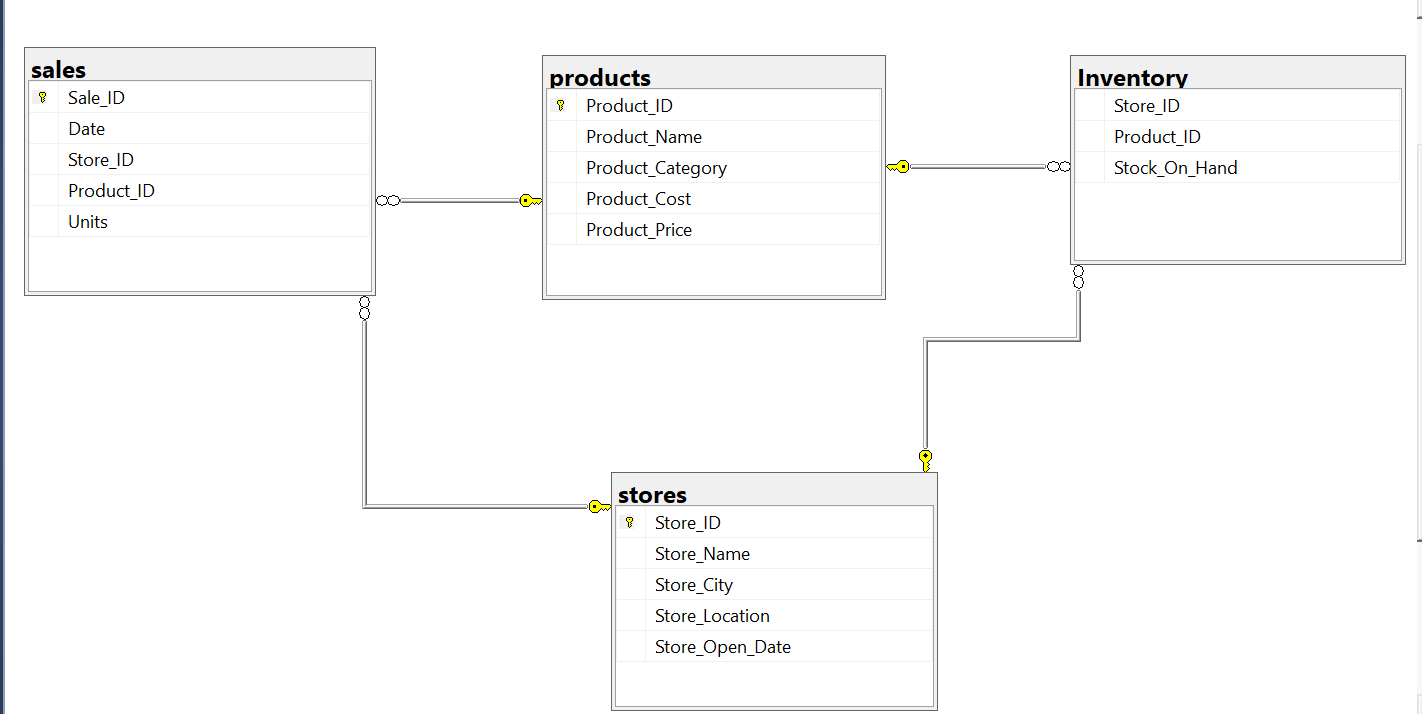 sales
Sale_ID
Date
Store_ID
Product_ID
Units
products
Product_ID
Product_Name
Product_Category
Product_Cost
Product_Price
Inventory
Store_ID
Product_ID
Stock_On_Hand
stores
Store_ID
Store_Name
Store_City
Store_Location
Store_Open_Date